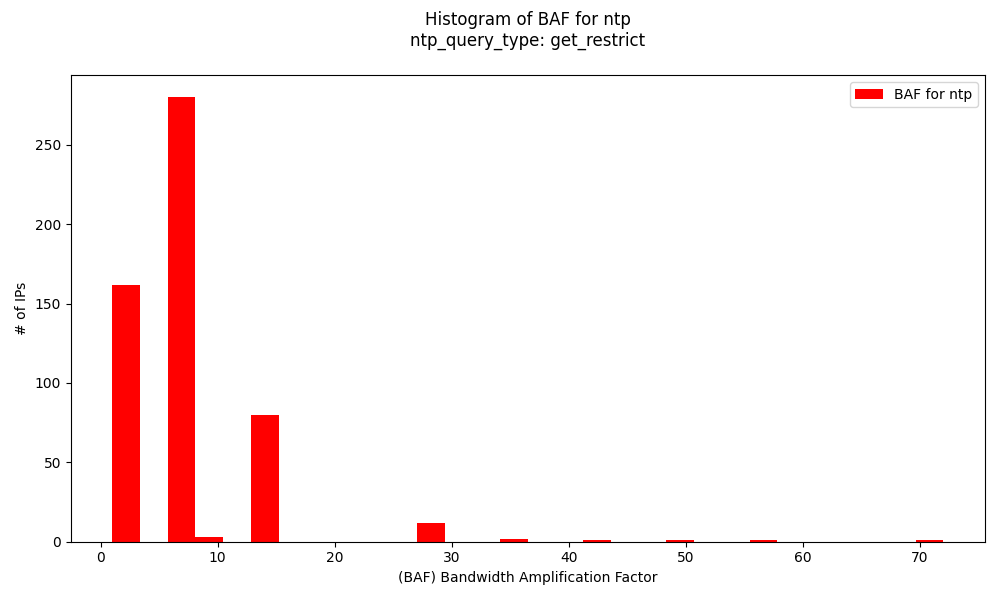 Histogram of BAF for ntp
ntp_query_type: get_restrict
BAF for ntp
# of IPs
250
200
150
100
50
0
0 10 20 30 40 50 60 70
(BAF) Bandwidth Amplification Factor